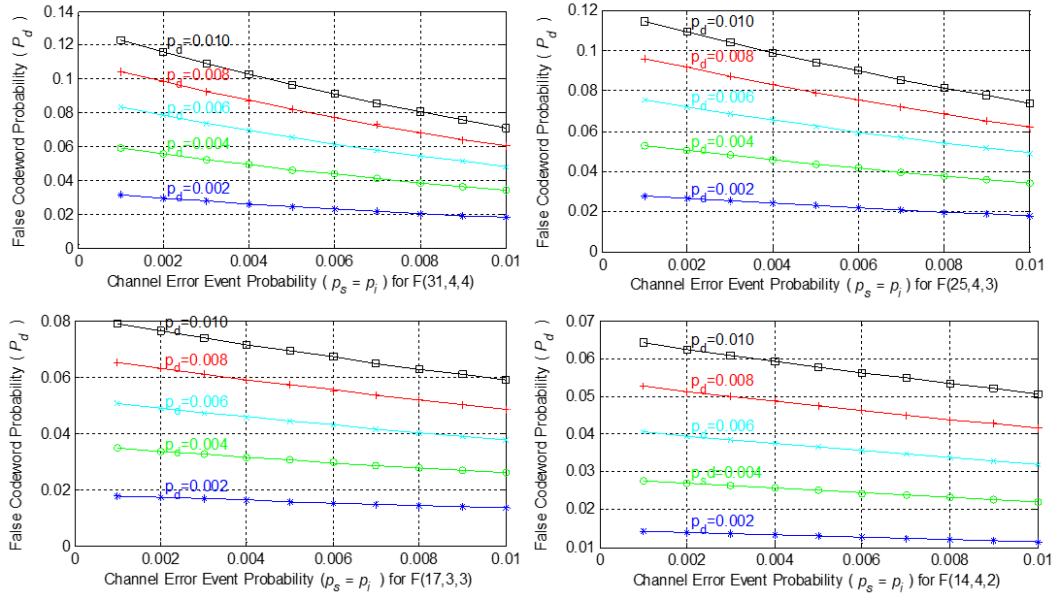 False Codeword Probability ( P_d )
0.14
0.12
0.1
0.08
0.06
0.04
0.02
0
p_d=0.010
p_d=0.008
p_d=0.006
p_d=0.004
p_d=0.002
0 0.002 0.004 0.006 0.008 0.01
Channel Error Event Probability ( p_s = p_i ) for F(31,4,4)
False Codeword Probability ( P_d )
0.12
0.1
0.08
0.06
0.04
0.02
0
p_d=0.010
p_d=0.008
p_d=0.006
p_d=0.004
p_d=0.002
0 0.002 0.004 0.006 0.008 0.01
Channel Error Event Probability ( p_s = p_i ) for F(25,4,3)
False Codeword Probability ( P_d )
0.08
0.06
0.04
0.02
0
p_d=0.010
p_d=0.008
p_d=0.006
p_d=0.004
p_d=0.002
0 0.002 0.004 0.006 0.008 0.01
Channel Error Event Probability (p_s = p_i ) for F(17,3,3)
False Codeword Probability ( P_d )
0.07
0.06
0.05
0.04
0.03
0.02
0.01
p_d=0.010
p_d=0.008
p_d=0.006
p_sd=0.004
p_d=0.002
0 0.002 0.004 0.006 0.008 0.01
Channel Error Event Probability ( p_s = p_i ) for F(14,4,2)